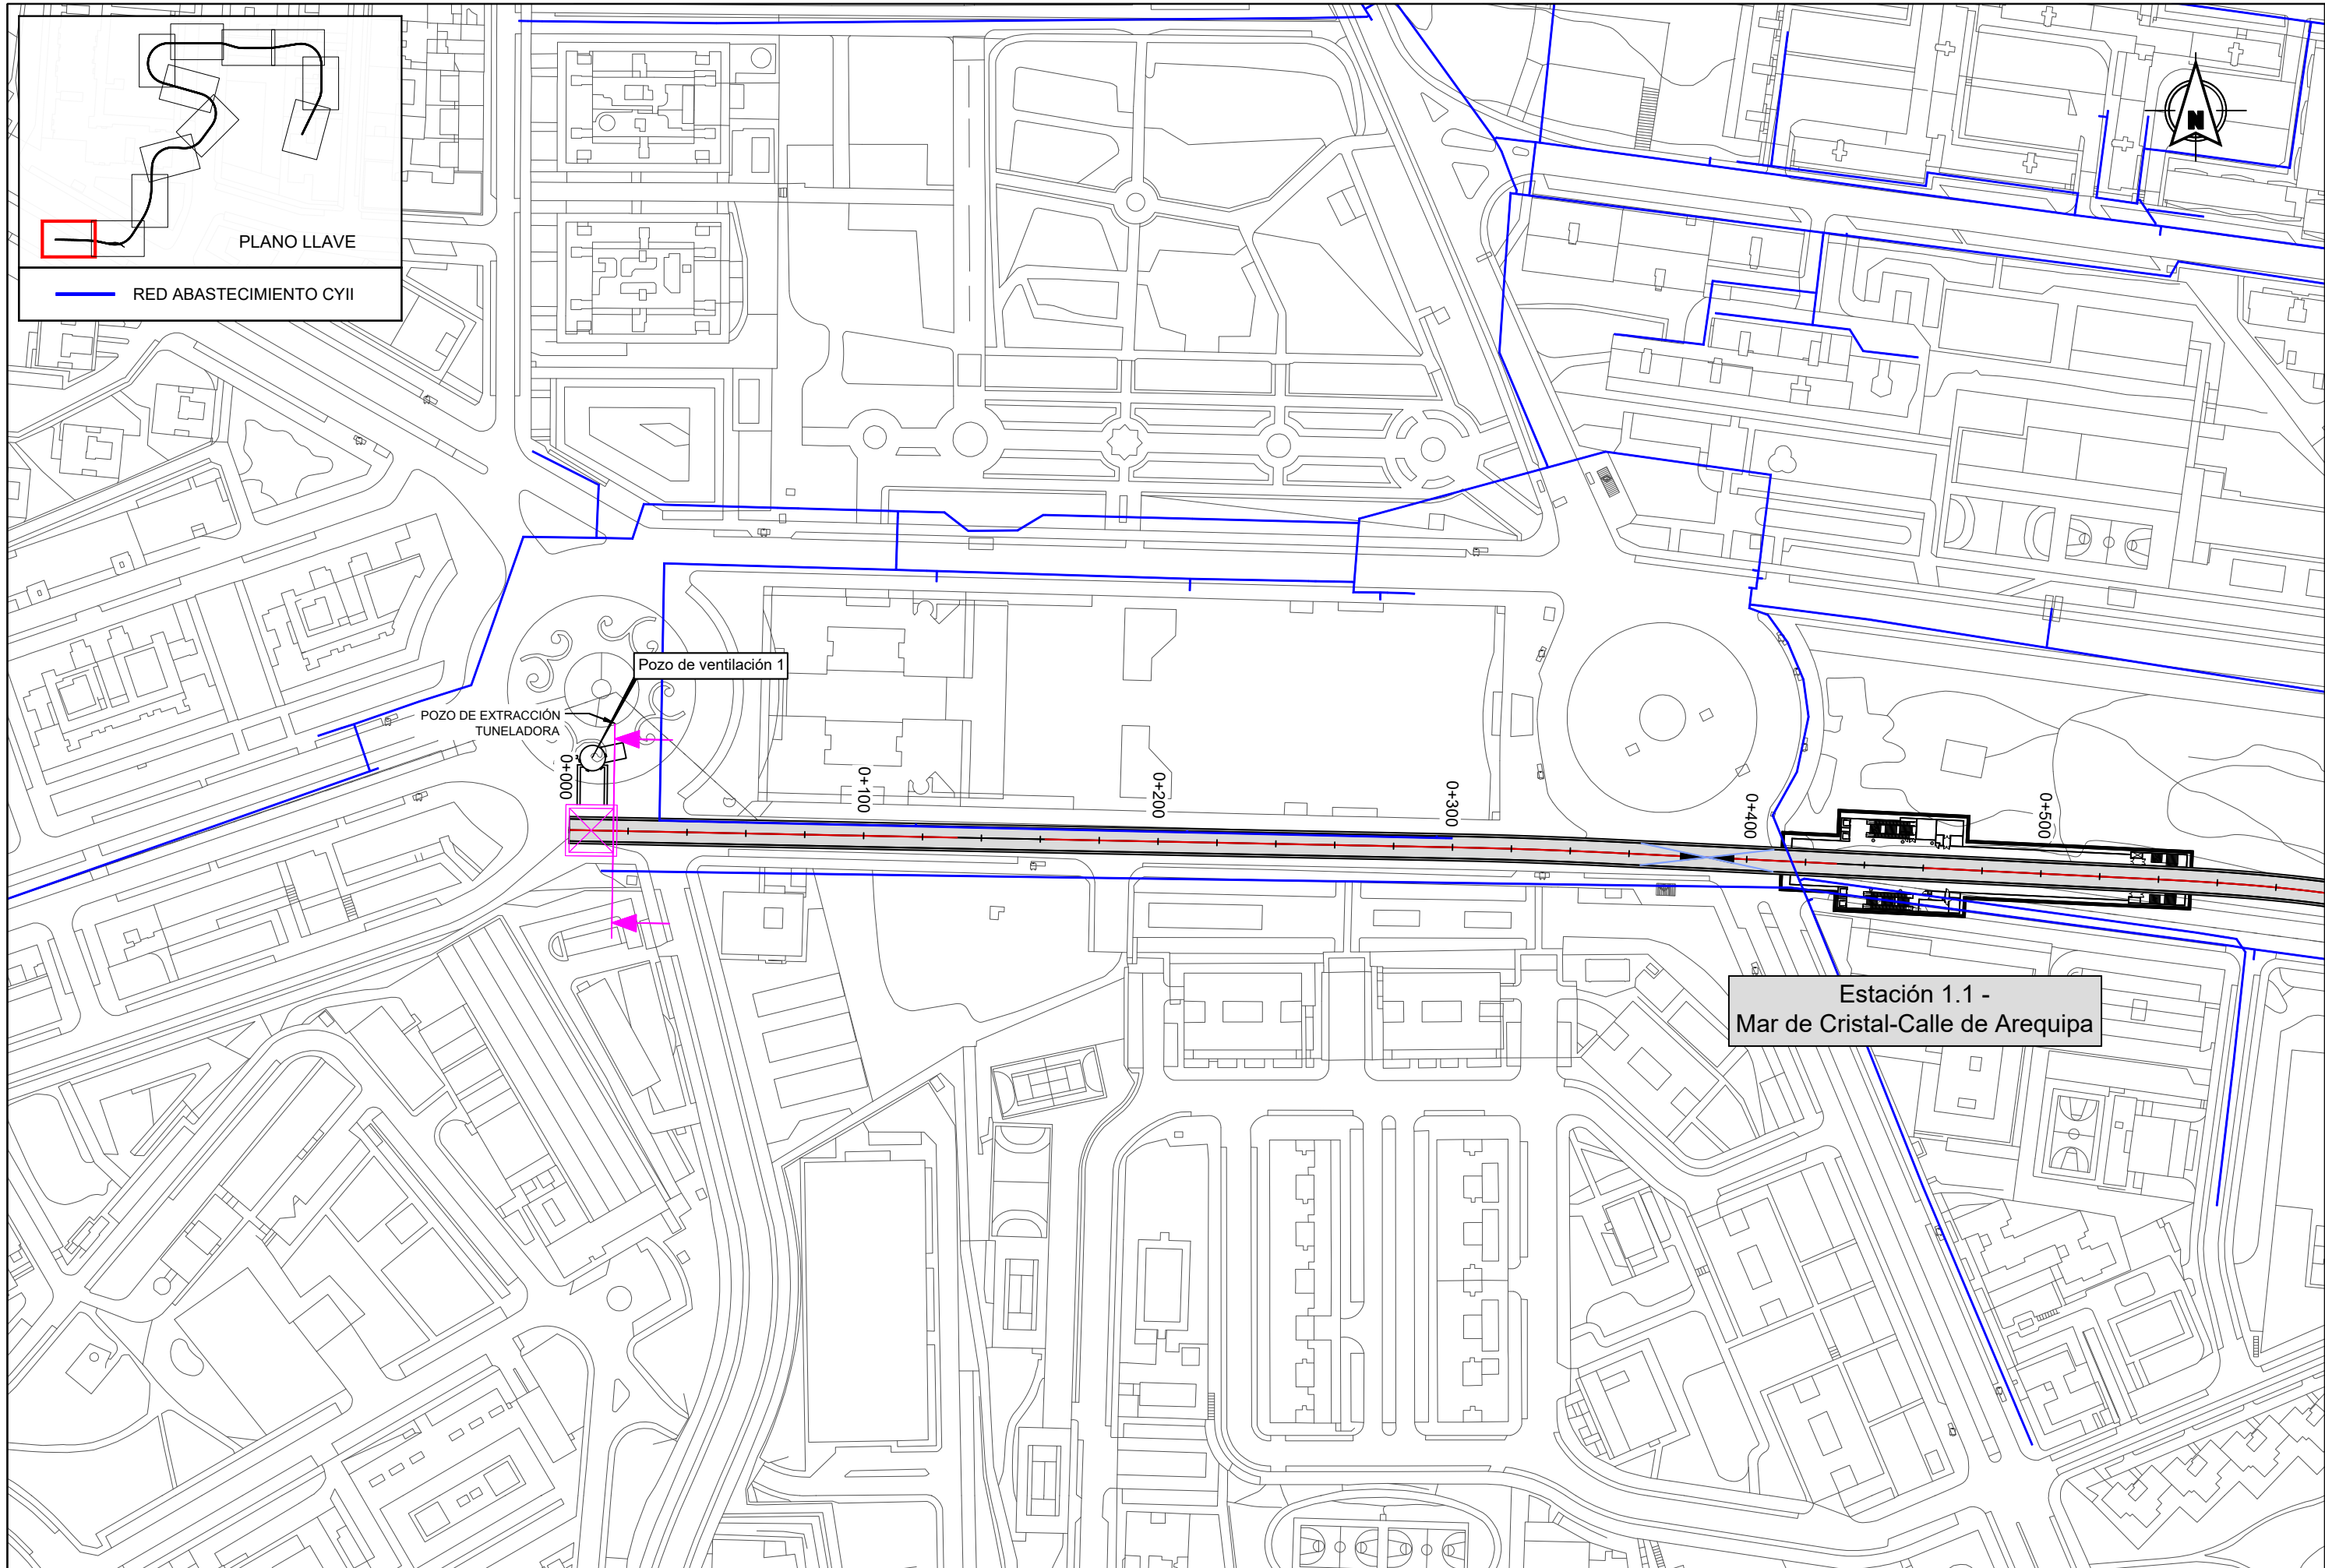 PLANO LLAVE
RED ABASTECIMIENTO CYII
N
Pozo de ventilación 1
POZO DE EXTRACCIÓN
TUNELADORA
0+000
0+100
0+200
0+300
0+400
0+500
Estación 1.1 -
Mar de Cristal-Calle de Arequipa